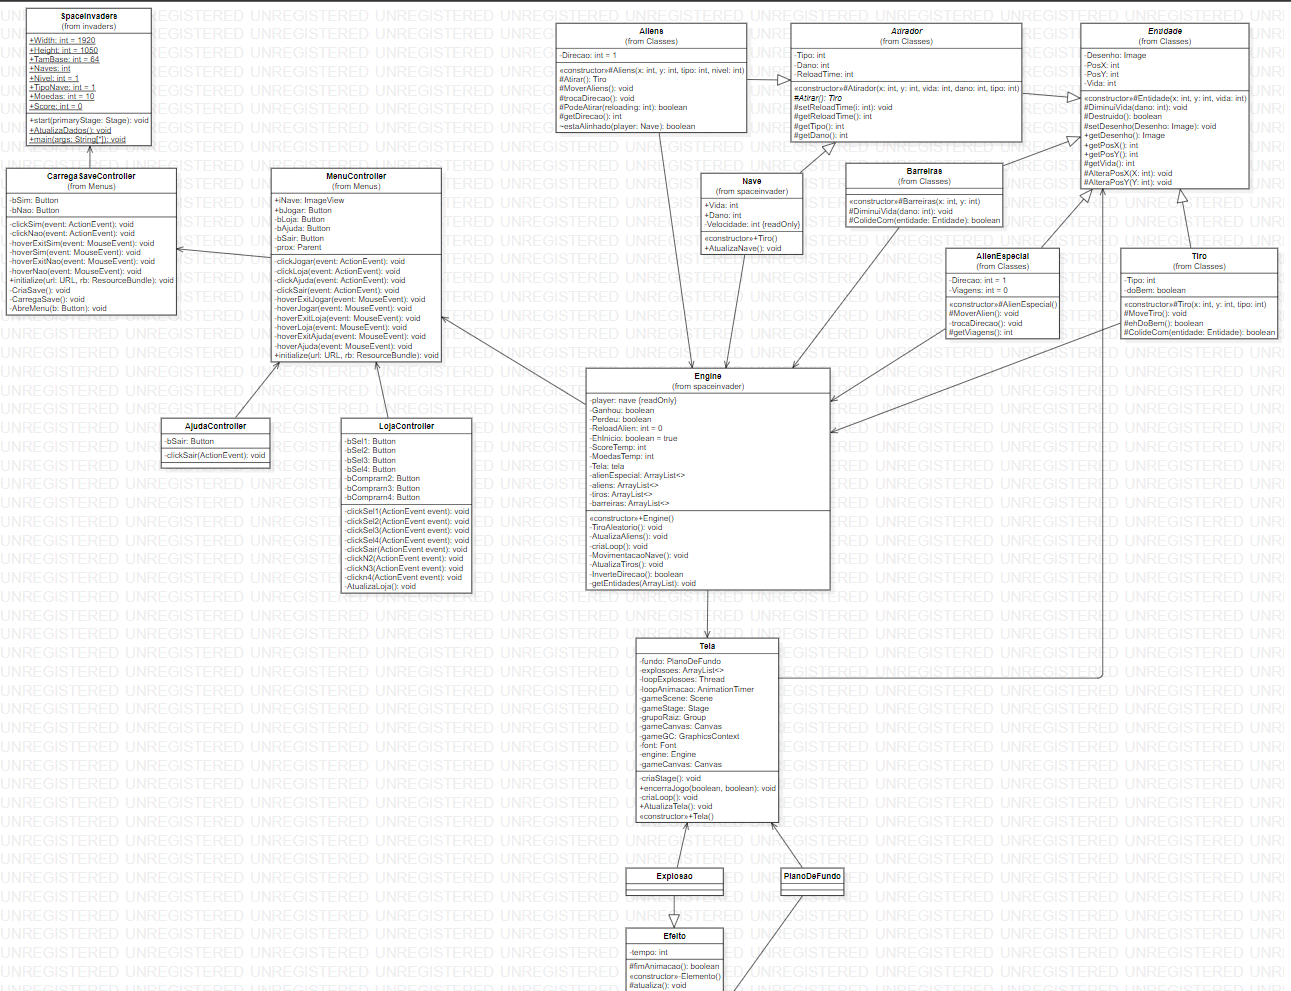 SpaceInvaders
(from invaders)
+Width: int = 1920
+Height: int = 1050
+TamBase: int = 64
+Naves: int
+Nivel: int = 1
+TipoNave: int = 1
+Moedas: int = 10
+Score: int = 0
+start(primaryStage: Stage): void
+AtualizaDados(): void
+main(args: String[*]): void
CarregaSaveController
(from Menus)
-bSim: Button
-bNao: Button
-clickSim(event: ActionEvent): void
-clickNao(event: ActionEvent): void
-hoverExitSim(event: MouseEvent): void
-hoverSim(event: MouseEvent): void
-hoverExitNao(event: MouseEvent): void
-hoverNao(event: MouseEvent): void
+initialize(url: URL, rb: ResourceBundle): void
-CriaSave(): void
-CarregaSave(): void
-AbreMenu(b: Button): void
MenuController
(from Menus)
+iNave: ImageView
+bJogar: Button
-bLoja: Button
-bAjuda: Button
-bSair: Button
-prox: Parent
-clickJogar(event: ActionEvent): void
-clickLoja(event: ActionEvent): void
-clickAjuda(event: ActionEvent): void
-clickSair(event: ActionEvent): void
-hoverExitJogar(event: MouseEvent): void
-hoverJogar(event: MouseEvent): void
-hoverExitLoja(event: MouseEvent): void
-hoverLoja(event: MouseEvent): void
-hoverExitAjuda(event: MouseEvent): void
-hoverAjuda(event: MouseEvent): void
+initialize(url: URL, rb: ResourceBundle): void
AjudaController
-bSair: Button
-clickSair(ActionEvent): void
LojaController
-bSel1: Button
-bSel2: Button
-bSel3: Button
-bSel4: Button
-bCompram2: Button
-bCompram3: Button
-bCompram4: Button
-clickSel1(ActionEvent event): void
-clickSel2(ActionEvent event): void
-clickSel3(ActionEvent event): void
-clickSel4(ActionEvent event): void
-clickSair(ActionEvent event): void
-clickN2(ActionEvent event): void
-clickN3(ActionEvent event): void
-clickn4(ActionEvent event): void
-AtualizaLoja(): void
Aliens
(from Classes)
-Direcao: int = 1
«constructor»#Aliens(x: int, y: int, tipo: int, nivel: int)
#Atirar(): Tiro
#MoverAliens(): void
#trocaDirecao(): void
#PodeAtirar(reloading: int): boolean
#getDirecao(): int
~estaAlinhado(player: Nave): boolean
Atirador
(from Classes)
-Tipo: int
-Dano: int
-ReloadTime: int
«constructor»#Atirador(x: int, y: int, vida: int, dano: int, tipo: int)
#Atirar(): Tiro
#setReloadTime(i: int): void
#getReloadTime(): int
#getTipo(): int
#getDano(): int
Entidade
(from Classes)
-Desenho: Image
-PosX: int
-PosY: int
-Vida: int
«constructor»#Entidade(x: int, y: int, vida: int)
#DiminuiVida(dano: int): void
#Destruido(): boolean
#setDesenho(Desenho: Image): void
+getDesenho(): Image
+getPosX(): int
+getPosY(): int
#getVida(): int
#AlteraPosX(X: int): void
#AlteraPosY(Y: int): void
Nave
(from spaceinvader)
+Vida: int
+Dano: int
-Velocidade: int {readOnly}
«constructor»+Tiro()
+AtualizaNave(): void
Barreiras
(from Classes)
«constructor»#Barreiras(x: int, y: int)
#DiminuiVida(dano: int): void
#ColideCom(entidade: Entidade): boolean
AlienEspecial
(from Classes)
-Direcao: int = 1
-Viagens: int = 0
«constructor»#AlienEspecial()
#MoverAlien(): void
-trocaDirecao(): void
#getViagens(): int
Tiro
(from Classes)
-Tipo: int
-doBem: boolean
«constructor»#Tiro(x: int, y: int, tipo: int)
#MoveTiro(): void
#ehDoBem(): boolean
#ColideCom(entidade: Entidade): boolean
Engine
(from spaceinvader)
-player: nave {readOnly}
-Ganhou: boolean
-Perdeu: boolean
-ReloadAlien: int = 0
-EhInicio: boolean = true
-ScoreTemp: int
-MoedasTemp: int
-Tela: tela
-alienEspecial: ArrayList<>
-aliens: ArrayList<>
-tiros: ArrayList<>
-barreiras: ArrayList<>
«constructor»+Engine()
-TiroAleatorio(): void
-AtualizaAliens(): void
-criaLoop(): void
-MovimentacaoNave(): void
-AtualizaTiros(): void
-InverteDirecao(): boolean
-getEntidades(ArrayList): void
Tela
-fundo: PlanoDeFundo
-explosoes: ArrayList<>
-loopExplosoes: Thread
-loopAnimacao: AnimationTimer
-gameScene: Scene
-gameStage: Stage
-grupoRaiz: Group
-gameCanvas: Canvas
-gameGC: GraphicsContext
-font: Font
-engine: Engine
-gameCanvas: Canvas
-criaStage(): void
+encerraJogo(boolean, boolean): void
-criaLoop(): void
+AtualizaTela(): void
«constructor»+Tela()
Explosao
PlanoDeFundo
Efeito
-tempo: int
#fimAnimacao(): boolean
«constructor»-Elemento()
#atualiza(): void